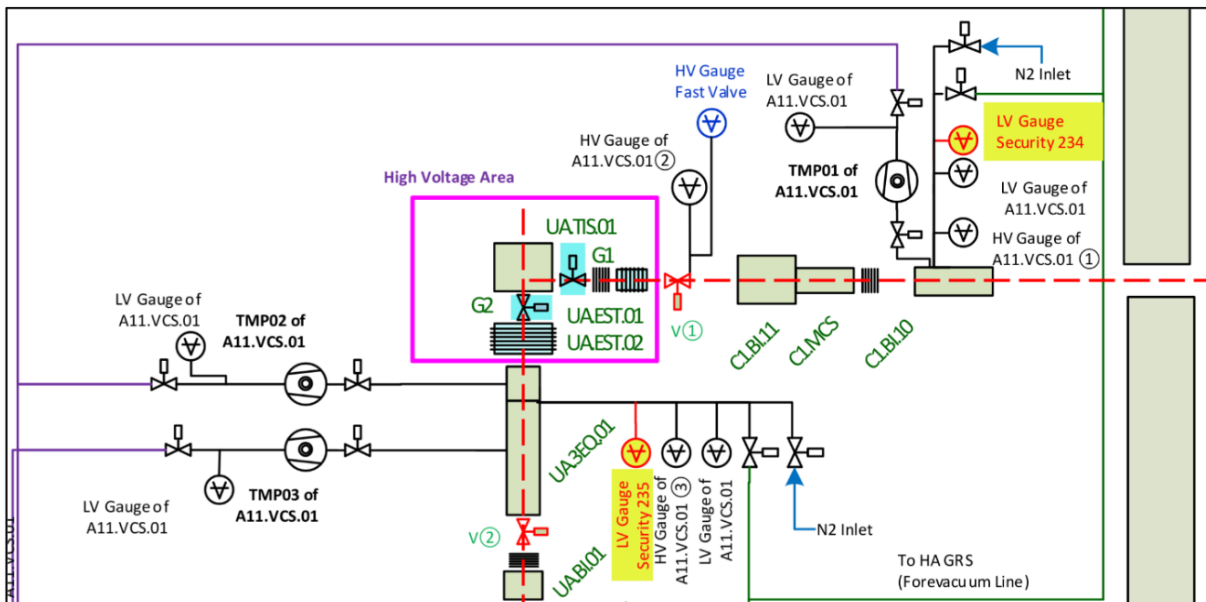 N2 Inlet
HV Gauge
Fast Valve
LV Gauge of
A11.VCS.01
LV Gauge
Security 234
HV Gauge of
A11.VCS.01 ②
TMP01 of
A11.VCS.01
LV Gauge of
A11.VCS.01
HV Gauge of
A11.VCS.01 ①
High Voltage Area
UA.TIS.01
G1
G2
UA.EST.01
UA.EST.02
V①
C1.BI.11
C1.MCS
C1.BI.10
LV Gauge of
A11.VCS.01
TMP02 of
A11.VCS.01
UA.3EQ.01
LV Gauge
Security 235
HV Gauge of
A11.VCS.01 ③
LV Gauge of
A11.VCS.01
N2 Inlet
LV Gauge of
A11.VCS.01
TMP03 of
A11.VCS.01
V②
UA.BI.01
A11.VCS.01
To HA GRS
(Forevacuum Line)